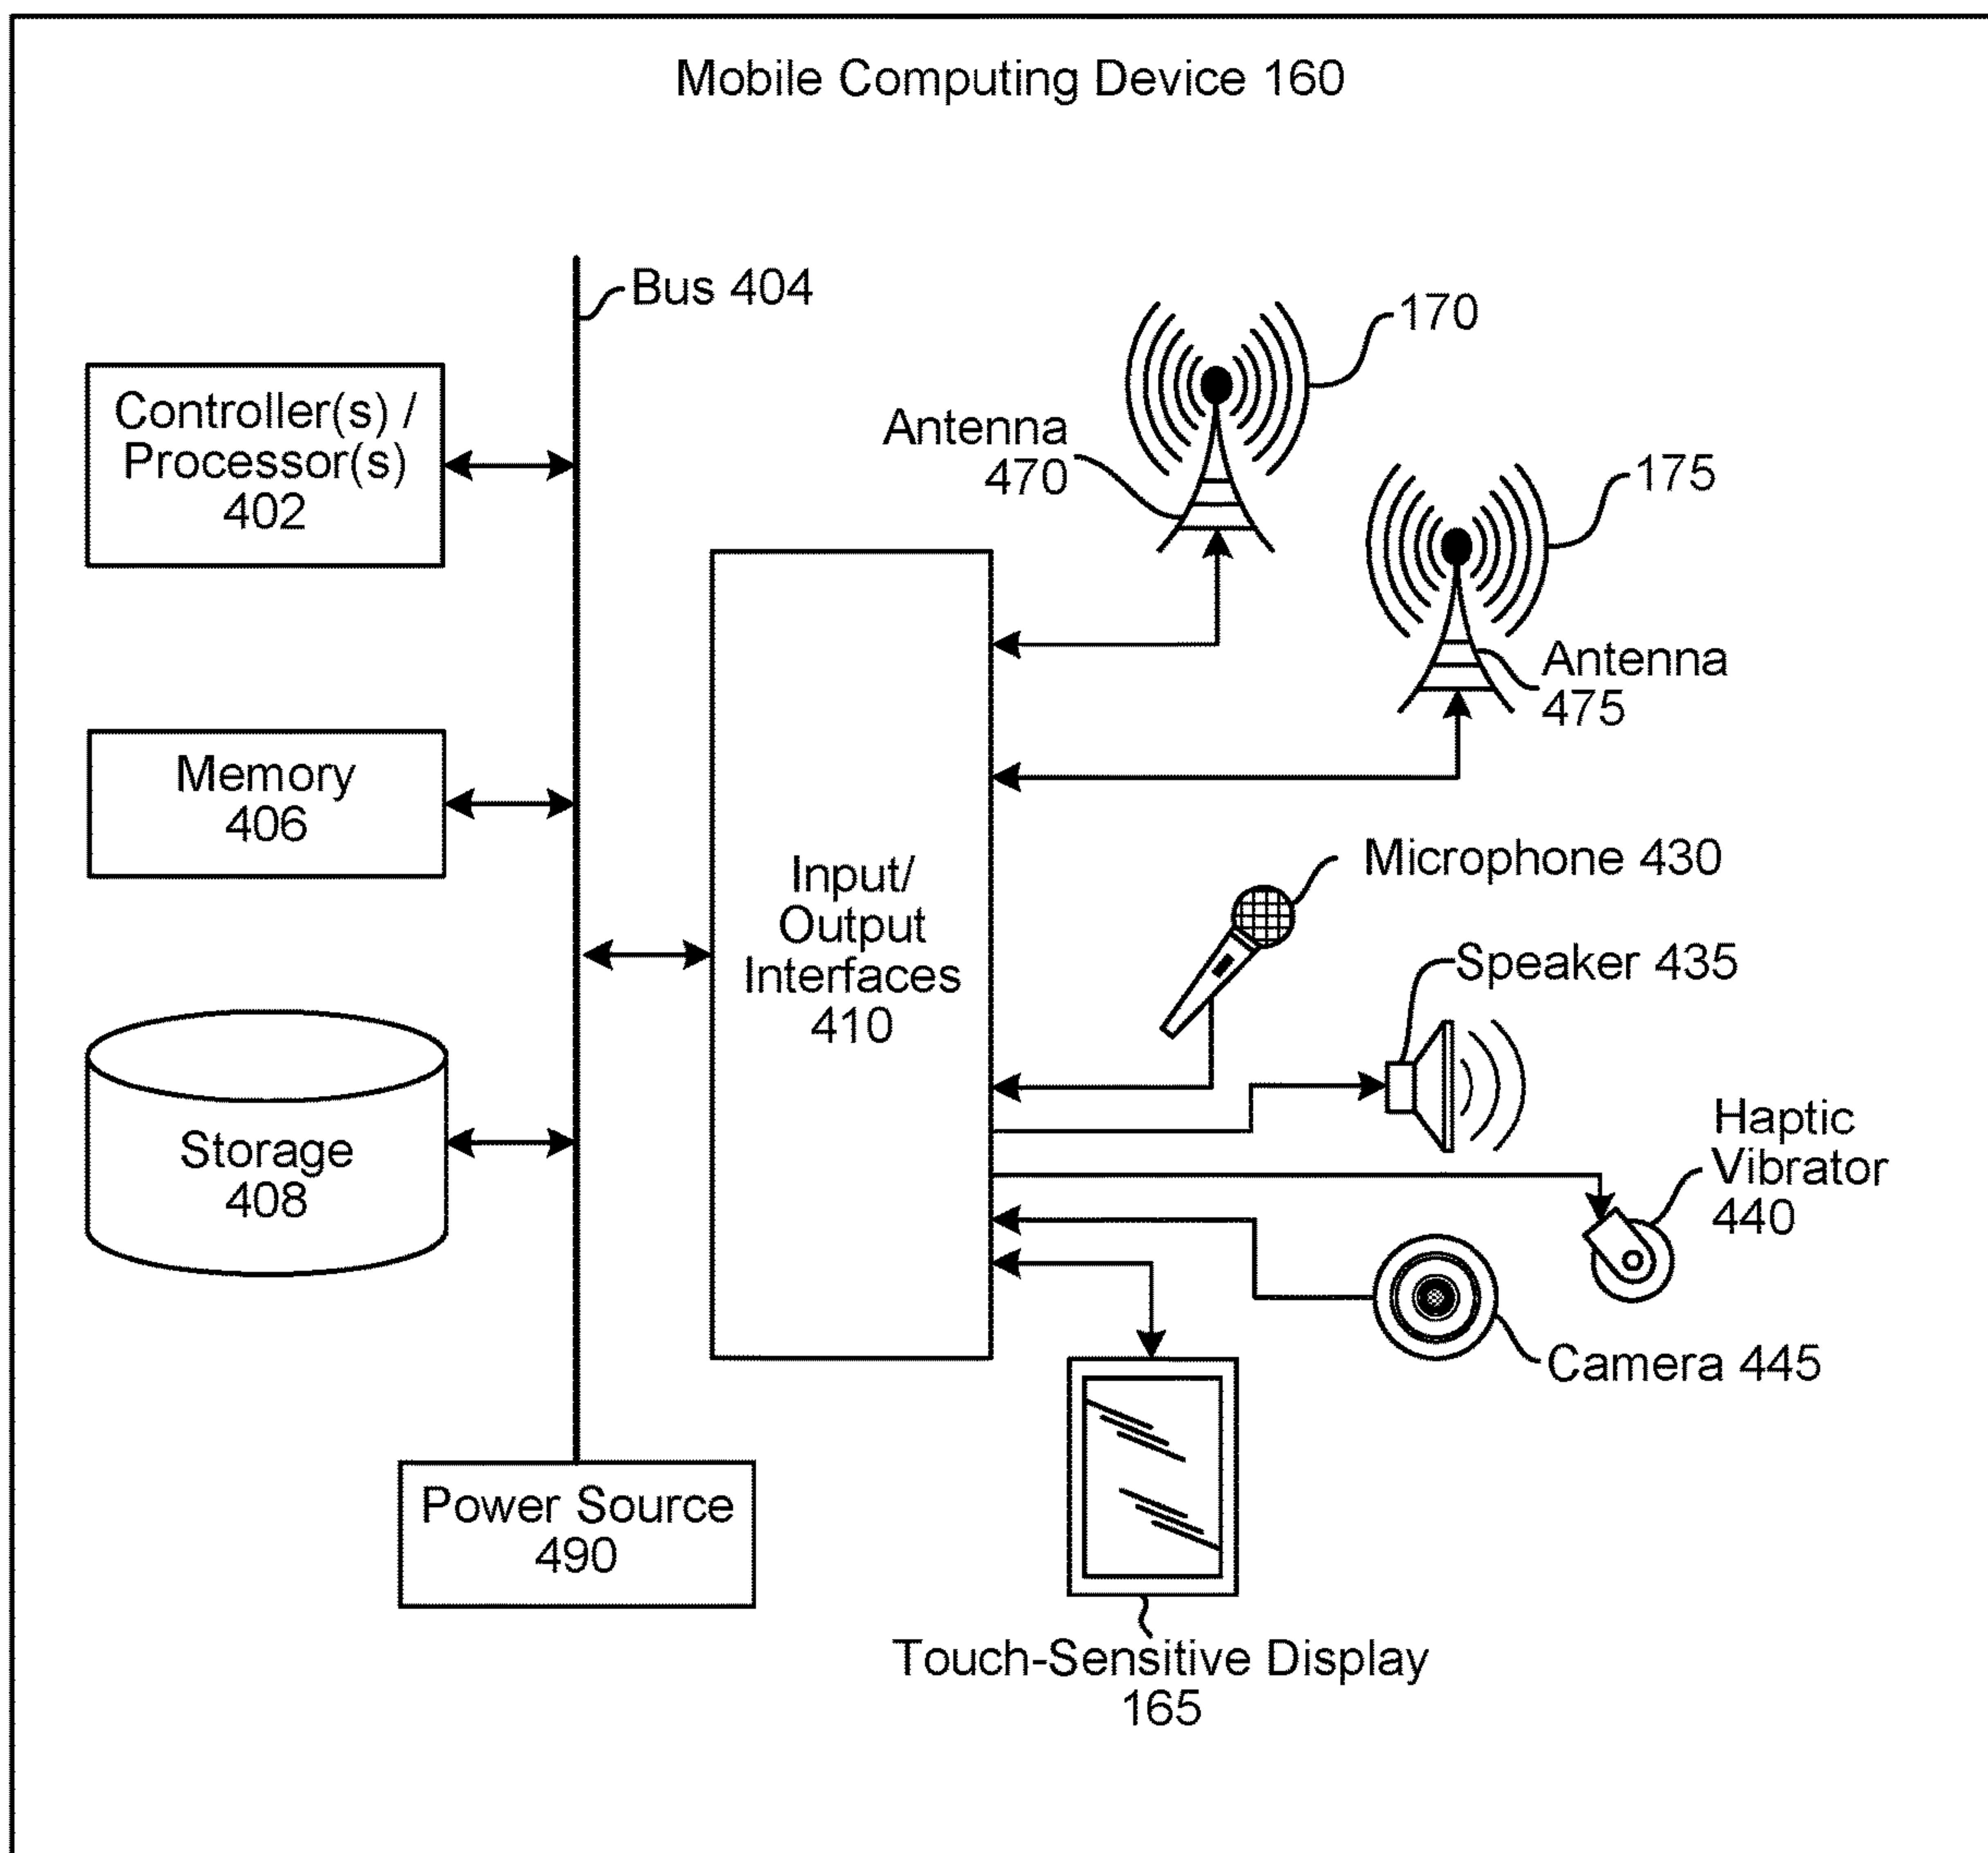 Mobile Computing Device 160
Bus 404
170
Controller(s) /
Processor(s)
402
Antenna
470
175
Antenna
475
Memory
406
Microphone 430
Input/
Output
Interfaces
410
Speaker 435
Storage
408
Haptic
Vibrator
440
Camera 445
Power Source
490
Touch-Sensitive Display
165